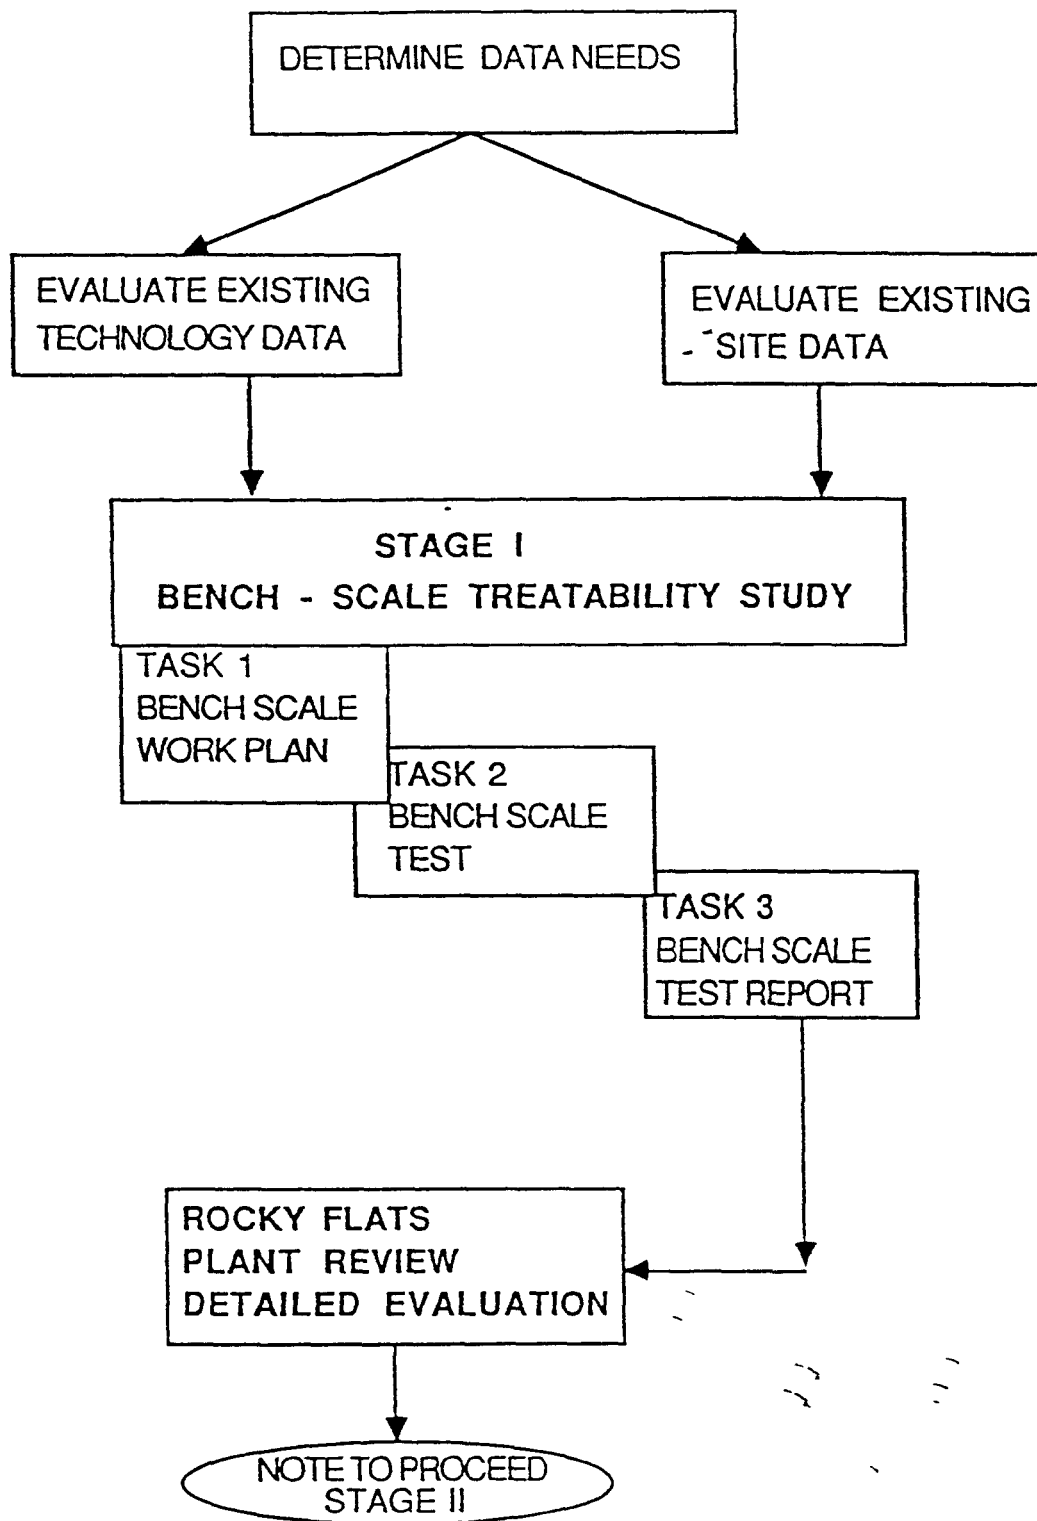 DETERMINE DATA NEEDS
EVALUATE EXISTING
TECHNOLOGY DATA
EVALUATE EXISTING
SITE DATA
STAGE I
BENCH - SCALE TREATABILITY STUDY
TASK 1
BENCH SCALE
WORK PLAN
TASK 2
BENCH SCALE
TEST
TASK 3
BENCH SCALE
TEST REPORT
ROCKY FLATS
PLANT REVIEW
DETAILED EVALUATION
NOTE TO PROCEED
STAGE II